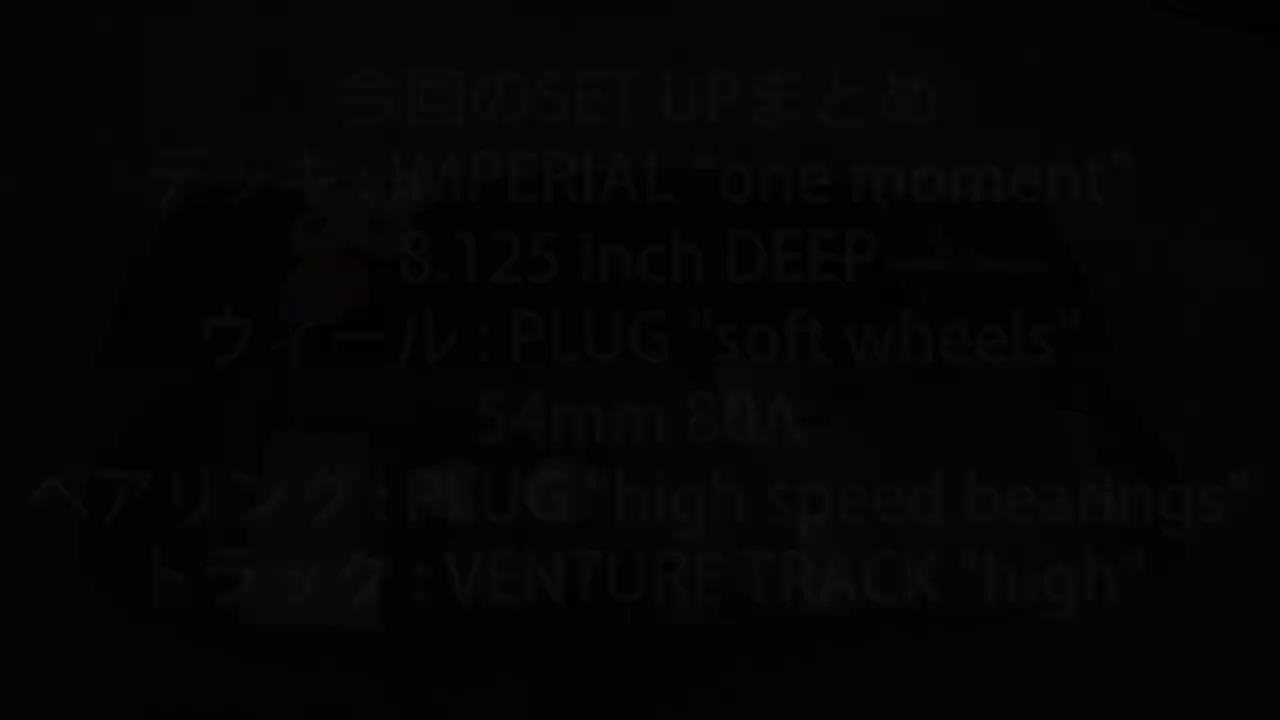 今回のSET UPまとめ
デッキ : IMPERIAL "one moment"
8.125 inch DEEP
ウィール : PLUG "soft wheels"
54mm 80A
ベアリング : PLUG "high speed bearings"
トラック : VENTURE TRACK "high"